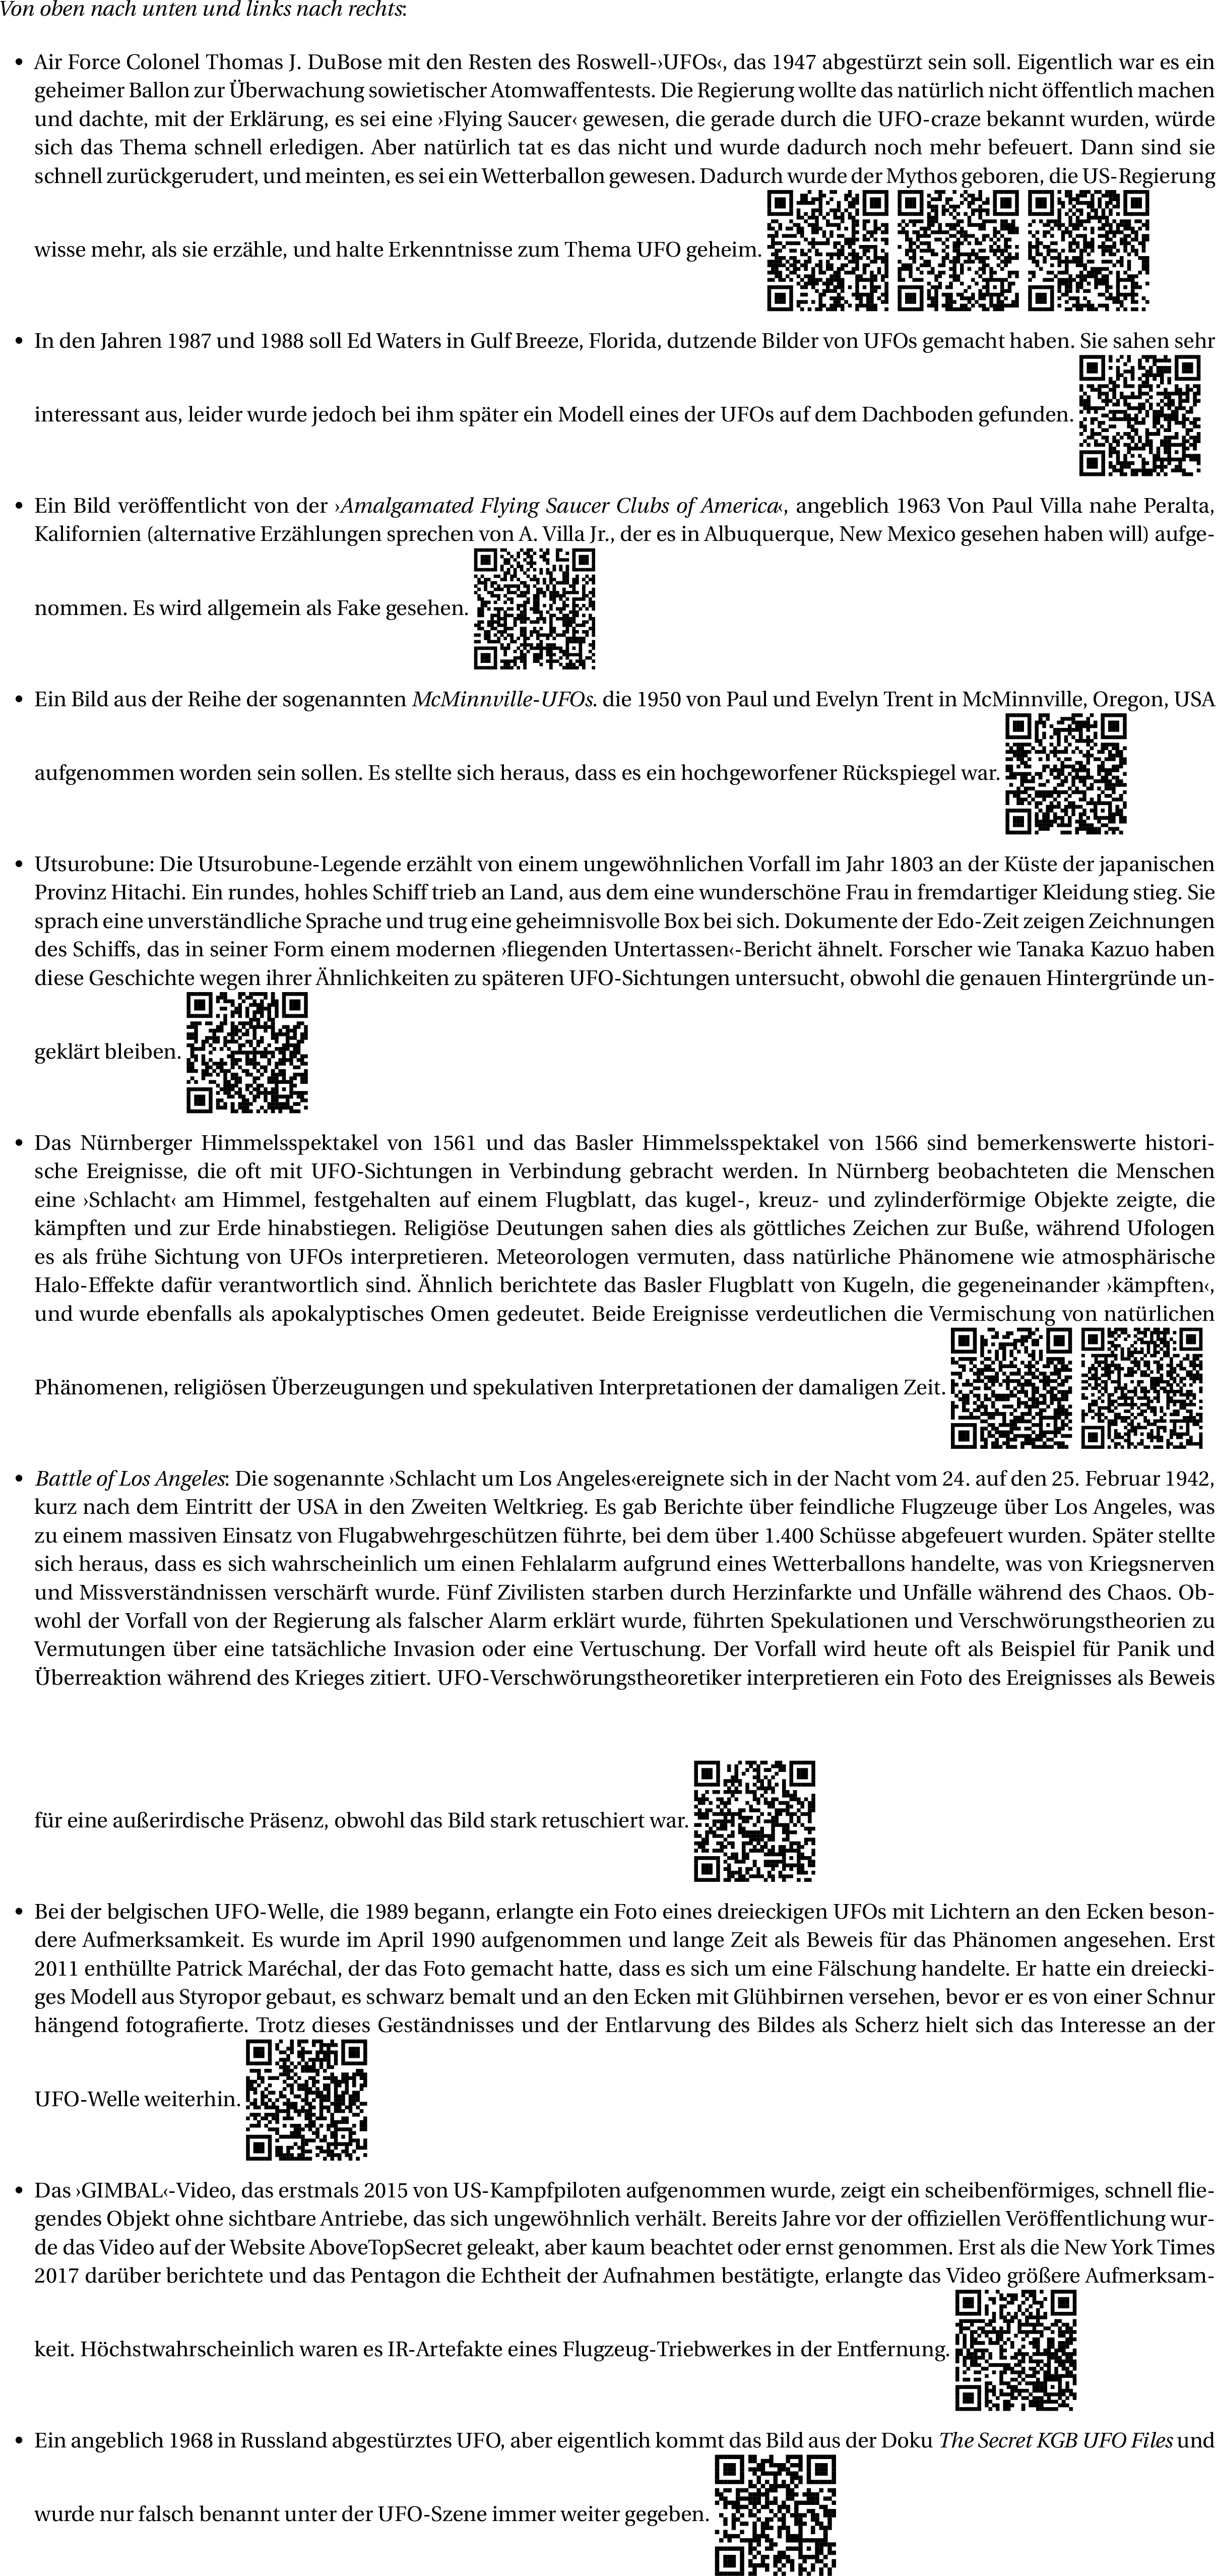 Von oben nach unten und links nach rechts:
• Air Force Colonel Thomas J. DuBose mit den Resten des Roswell-›UFOs‹, das 1947 abgestürzt sein soll. Eigentlich war es ein
geheimer Ballon zur Überwachung sowietischer Atomwaffentests. Die Regierung wollte das natürlich nicht öffentlich machen
und dachte, mit der Erklärung, es sei eine ›Flying Saucer‹ gewesen, die gerade durch die UFO-craze bekannt wurden, würde
sich das Thema schnell erledigen. Aber natürlich tat es das nicht und wurde dadurch noch mehr befeuert. Dann sind sie
schnell zurückgerudert, und meinten, es sei ein Wetterballon gewesen. Dadurch wurde der Mythos geboren, die US-Regierung
wisse mehr, als sie erzähle, und halte Erkenntnisse zum Thema UFO geheim.
• In den Jahren 1987 und 1988 soll Ed Waters in Gulf Breeze, Florida, dutzende Bilder von UFOs gemacht haben. Sie sahen sehr
interessant aus, leider wurde jedoch bei ihm später ein Modell eines der UFOs auf dem Dachboden gefunden.
• Ein Bild veröffentlicht von der ›Amalgamated Flying Saucer Clubs of America‹, angeblich 1963 Von Paul Villa nahe Peralta,
Kalifornien (alternative Erzählungen sprechen von A. Villa Jr., der es in Albuquerque, New Mexico gesehen haben will) aufge-
nommen. Es wird allgemein als Fake gesehen.
• Ein Bild aus der Reihe der sogenannten McMinnville-UFOs. die 1950 von Paul und Evelyn Trent in McMinnville, Oregon, USA
aufgenommen worden sein sollen. Es stellte sich heraus, dass es ein hochgeworfener Rückspiegel war.
• Utsurobune: Die Utsurobune-Legende erzählt von einem ungewöhnlichen Vorfall im Jahr 1803 an der Küste der japanischen
Provinz Hitachi. Ein rundes, hohles Schiff trieb an Land, aus dem eine wunderschöne Frau in fremdartiger Kleidung stieg. Sie
sprach eine unverständliche Sprache und trug eine geheimnisvolle Box bei sich. Dokumente der Edo-Zeit zeigen Zeichnungen
des Schiffs, das in seiner Form einem modernen ›fliegenden Untertassen‹-Bericht ähnelt. Forscher wie Tanaka Kazuo haben
diese Geschichte wegen ihrer Ähnlichkeiten zu späteren UFO-Sichtungen untersucht, obwohl die genauen Hintergründe un-
geklärt bleiben.
• Das Nürnberger Himmelsspektakel von 1561 und das Basler Himmelsspektakel von 1566 sind bemerkenswerte histori-
sche Ereignisse, die oft mit UFO-Sichtungen in Verbindung gebracht werden. In Nürnberg beobachteten die Menschen
eine ›Schlacht‹ am Himmel, festgehalten auf einem Flugblatt, das kugel-, kreuz- und zylinderförmige Objekte zeigte, die
kämpften und zur Erde hinabstiegen. Religiöse Deutungen sahen dies als göttliches Zeichen zur Buße, während Ufologen
es als frühe Sichtung von UFOs interpretieren. Meteorologen vermuten, dass natürliche Phänomene wie atmosphärische
Halo-Effekte dafür verantwortlich sind. Ähnlich berichtete das Basler Flugblatt von Kugeln, die gegeneinander ›kämpften‹,
und wurde ebenfalls als apokalyptisches Omen gedeutet. Beide Ereignisse verdeutlichen die Vermischung von natürlichen
Phänomenen, religiösen Überzeugungen und spekulativen Interpretationen der damaligen Zeit.
• Battle of Los Angeles: Die sogenannte ›Schlacht um Los Angeles‹ereignete sich in der Nacht vom 24. auf den 25. Februar 1942,
kurz nach dem Eintritt der USA in den Zweiten Weltkrieg. Es gab Berichte über feindliche Flugzeuge über Los Angeles, was
zu einem massiven Einsatz von Flugabwehrgeschützen führte, bei dem über 1.400 Schüsse abgefeuert wurden. Später stellte
sich heraus, dass es sich wahrscheinlich um einen Fehlalarm aufgrund eines Wetterballons handelte, was von Kriegsnerven
und Missverständnissen verschärft wurde. Fünf Zivilisten starben durch Herzinfarkte und Unfälle während des Chaos. Ob-
wohl der Vorfall von der Regierung als falscher Alarm erklärt wurde, führten Spekulationen und Verschwörungstheorien zu
Vermutungen über eine tatsächliche Invasion oder eine Vertuschung. Der Vorfall wird heute oft als Beispiel für Panik und
Überreaktion während des Krieges zitiert. UFO-Verschwörungstheoretiker interpretieren ein Foto des Ereignisses als Beweis
für eine außerirdische Präsenz, obwohl das Bild stark retuschiert war.
• Bei der belgischen UFO-Welle, die 1989 begann, erlangte ein Foto eines dreieckigen UFOs mit Lichtern an den Ecken beson-
dere Aufmerksamkeit. Es wurde im April 1990 aufgenommen und lange Zeit als Beweis für das Phänomen angesehen. Erst
2011 enthüllte Patrick Maréchal, der das Foto gemacht hatte, dass es sich um eine Fälschung handelte. Er hatte ein dreiecki-
ges Modell aus Styropor gebaut, es schwarz bemalt und an den Ecken mit Glühbirnen versehen, bevor er es von einer Schnur
hängend fotografierte. Trotz dieses Geständnisses und der Entlarvung des Bildes als Scherz hielt sich das Interesse an der
UFO-Welle weiterhin.
• Das ›GIMBAL‹-Video, das erstmals 2015 von US-Kampfpiloten aufgenommen wurde, zeigt ein scheibenförmiges, schnell flie-
gendes Objekt ohne sichtbare Antriebe, das sich ungewöhnlich verhält. Bereits Jahre vor der offiziellen Veröffentlichung wur-
de das Video auf der Website AboveTopSecret geleakt, aber kaum beachtet oder ernst genommen. Erst als die New York Times
2017 darüber berichtete und das Pentagon die Echtheit der Aufnahmen bestätigte, erlangte das Video größere Aufmerksam-
keit. Höchstwahrscheinlich waren es IR-Artefakte eines Flugzeug-Triebwerkes in der Entfernung.
• Ein angeblich 1968 in Russland abgestürztes UFO, aber eigentlich kommt das Bild aus der Doku The Secret KGB UFO Files und
wurde nur falsch benannt unter der UFO-Szene immer weiter gegeben.